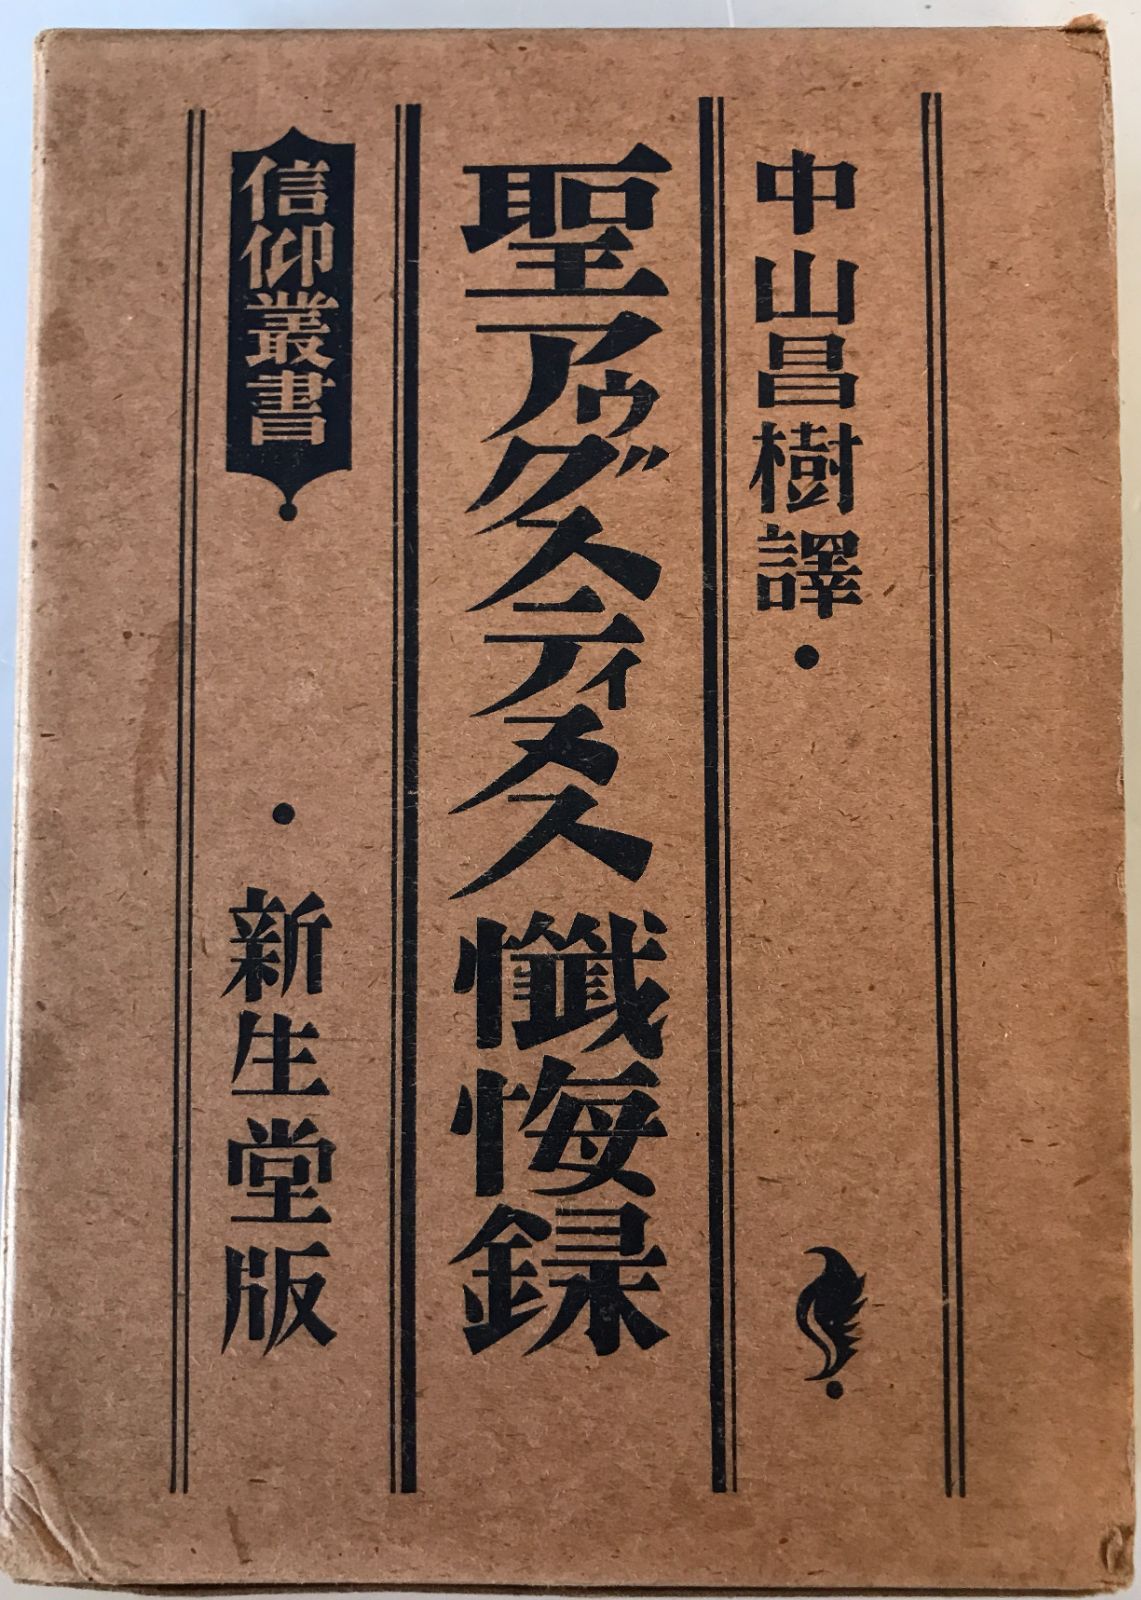 中山昌樹譯・
聖アウグスティヌス懺悔録
信仰叢書
・新生堂版